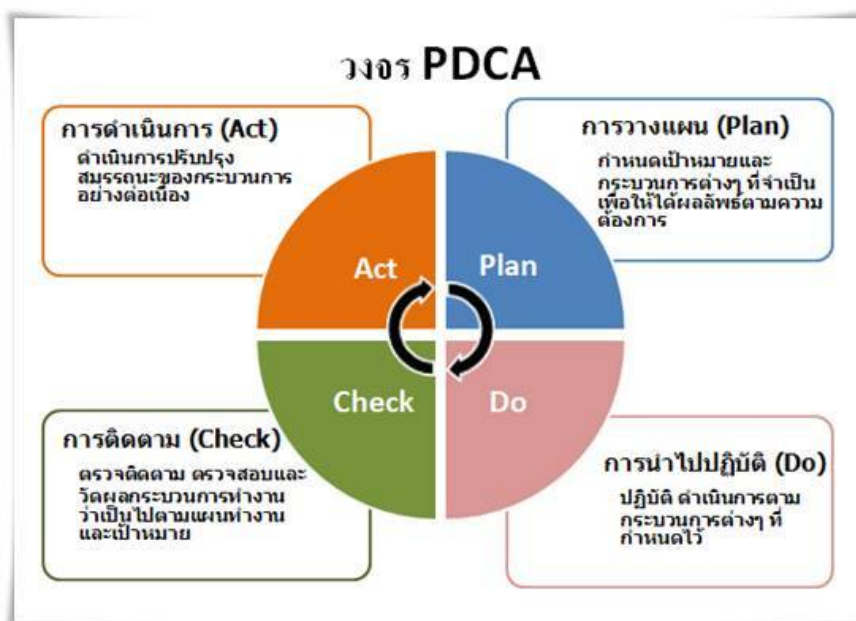 วงจร PDCA
การดำเนินการ (Act)
ดำเนินการปรับปรุง
สมรรถนะของกระบวนการ
อย่างต่อเนื่อง
การวางแผน (Plan)
กำหนดเป้าหมายและ
กระบวนการต่างๆ ที่จำเป็น
เพื่อให้ได้ผลลัพธ์ตามความ
ต้องการ
Act
Plan
Check
Do
การติดตาม (Check)
ตรวจติดตาม ตรวจสอบและ
วัดผลกระบวนการทำงาน
ว่าเป็นไปตามแผนทำงาน
และเป้าหมาย
การนำไปปฏิบัติ (Do)
ปฏิบัติ ดำเนินการตาม
กระบวนการต่างๆ ที่
กำหนดไว้